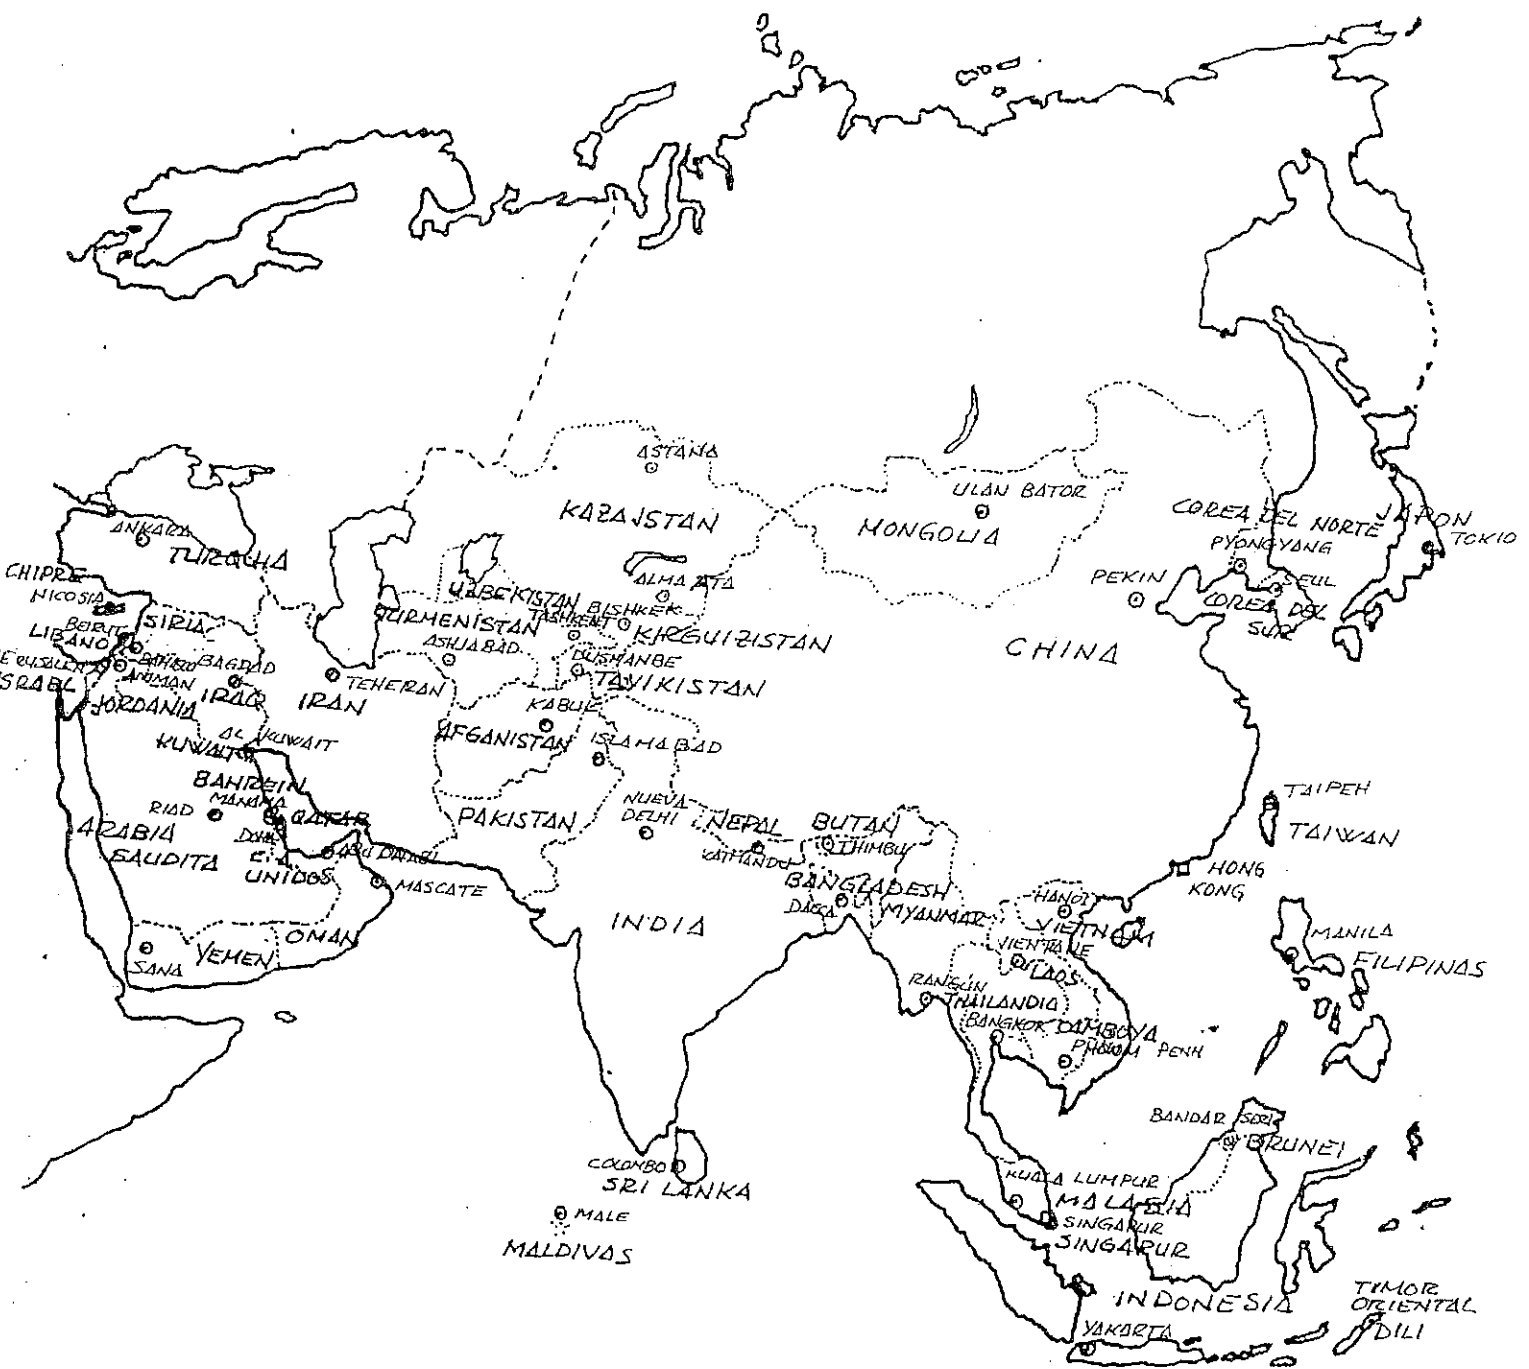 ASTANA
KAZAJSTAN
ULAN BATOR
MONGOLIA
COREA DEL NORTE
JAPON
TOKIO
PYONGYANG
SEUL
COREA DEL
SUR
PEKIN
CHINA
ANKARA
TURQUIA
CHIPRE
NICOSIA
BEIRUT
LIBANO
SIRIA
BAGDAD
IRAQ
AMMAN
ISRAEL
JORDANIA
IRAN
TEHERAN
UZBEKISTAN
TURMENISTAN
ASHJABAD
TASHKENT
BISHKEK
ALMA ATA
KIRGUIZISTAN
DUSHANBE
TAYIKISTAN
KABUL
AFGANISTAN
ISLAMABAD
PAKISTAN
AL KUWAIT
KUWAIT
BAHREIN
MANAMA
RIAD
QATAR
DOHA
ARABIA
SAUDITA
E.A.
UNIDOS
ABU DHABI
MASCATE
OMAN
YEMEN
SANA
NUEVA
DELHI
NEPAL
KATMANDU
BUTAN
THIMBU
BANGLADESH
DACCA
MYANMAR
INDIA
HANOI
VIETNAM
VIENTANE
LAOS
RANGUN
THAILANDIA
BANGKOK
CAMBOYA
PHNOM PENH
TAIPEH
TAIWAN
HONG
KONG
MANILA
FILIPINAS
COLOMBO
SRI LANKA
MALE
MALDIVAS
BANDAR SERI
BRUNEI
KUALA LUMPUR
MALASIA
SINGAPUR
SINGAPUR
INDONESIA
YAKARTA
TIMOR
ORIENTAL
DILI